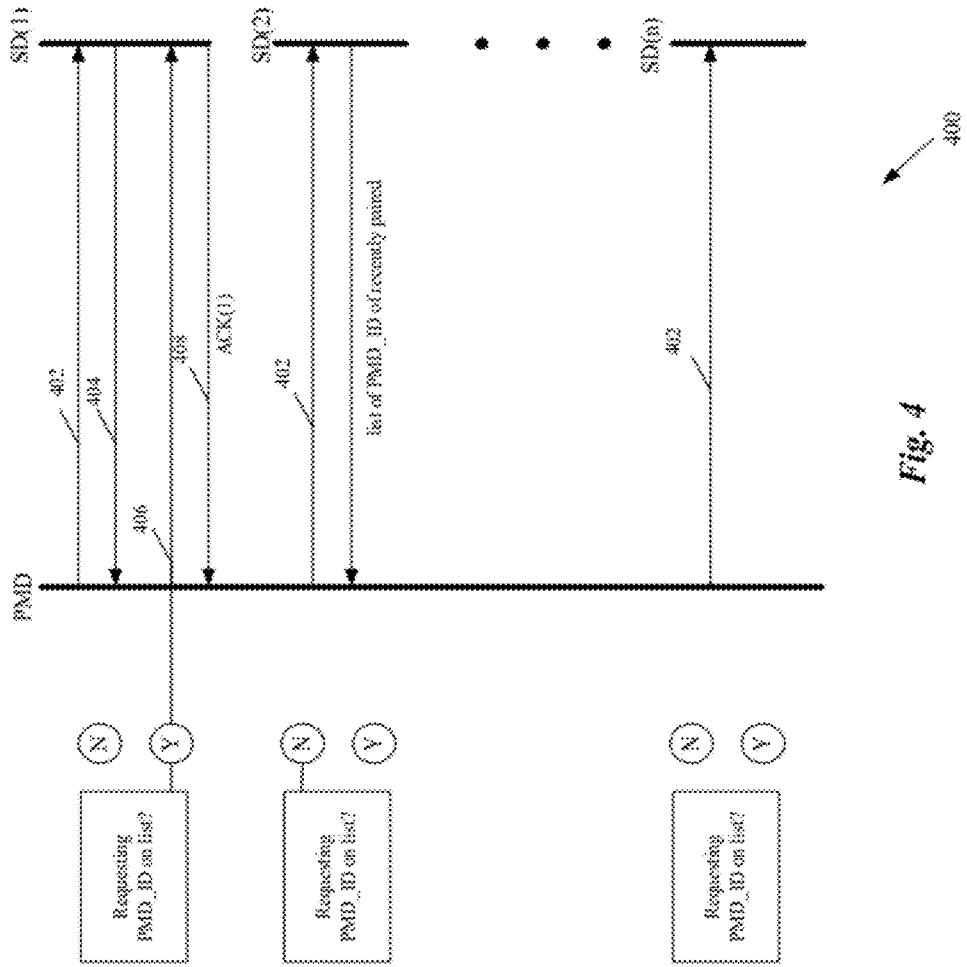 PMD
SD(1)
402
404
406
408
ACK(1)
Requesting
PMD_ID on list?
N
Y
SD(2)
402
list of PMD_ID of recently paired
Requesting
PMD_ID on list?
N
Y
SD(n)
402
Requesting
PMD_ID on list?
N
Y
400
Fig. 4